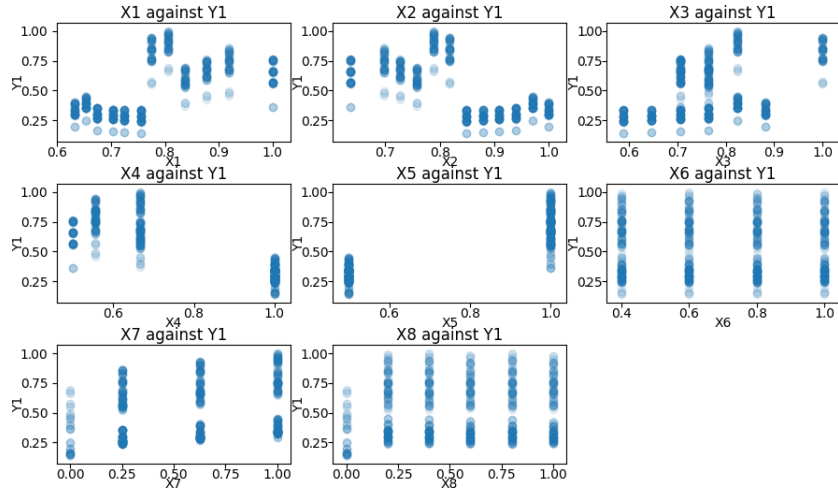 X1 against Y1
X2 against Y1
X3 against Y1
Y1
1.00
0.75
0.50
0.25
0.6
0.7
0.8
0.9
1.0
X1
Y1
1.00
0.75
0.50
0.25
0.7
0.8
0.9
1.0
X2
Y1
1.00
0.75
0.50
0.25
0.6
0.7
0.8
0.9
1.0
X3
X4 against Y1
X5 against Y1
X6 against Y1
Y1
1.00
0.75
0.50
0.25
0.6
0.8
1.0
X4
Y1
1.00
0.75
0.50
0.25
0.6
0.8
1.0
X5
Y1
1.00
0.75
0.50
0.25
0.4
0.6
0.8
1.0
X6
X7 against Y1
X8 against Y1
Y1
1.00
0.75
0.50
0.25
0.00
0.25
0.50
0.75
1.00
X7
Y1
1.00
0.75
0.50
0.25
0.0
0.2
0.4
0.6
0.8
1.0
X8